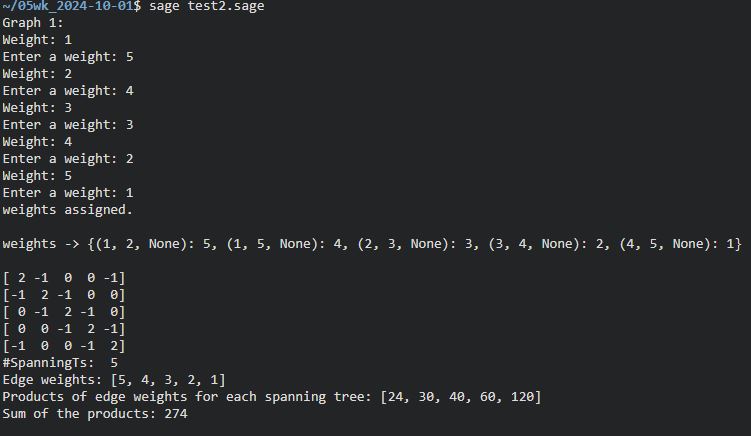 ~/05wk_2024-10-01$ sage test2.sage
Graph 1:
Weight: 1
Enter a weight: 5
Weight: 2
Enter a weight: 4
Weight: 3
Enter a weight: 3
Weight: 4
Enter a weight: 2
Weight: 5
Enter a weight: 1
weights assigned.

weights -> {(1, 2, None): 5, (1, 5, None): 4, (2, 3, None): 3, (3, 4, None): 2, (4, 5, None): 1}

[ 2 -1  0  0 -1]
[-1  2 -1  0  0]
[ 0 -1  2 -1  0]
[ 0  0 -1  2 -1]
[-1  0  0 -1  2]
#SpanningTs:  5
Edge weights: [5, 4, 3, 2, 1]
Products of edge weights for each spanning tree: [24, 30, 40, 60, 120]
Sum of the products: 274